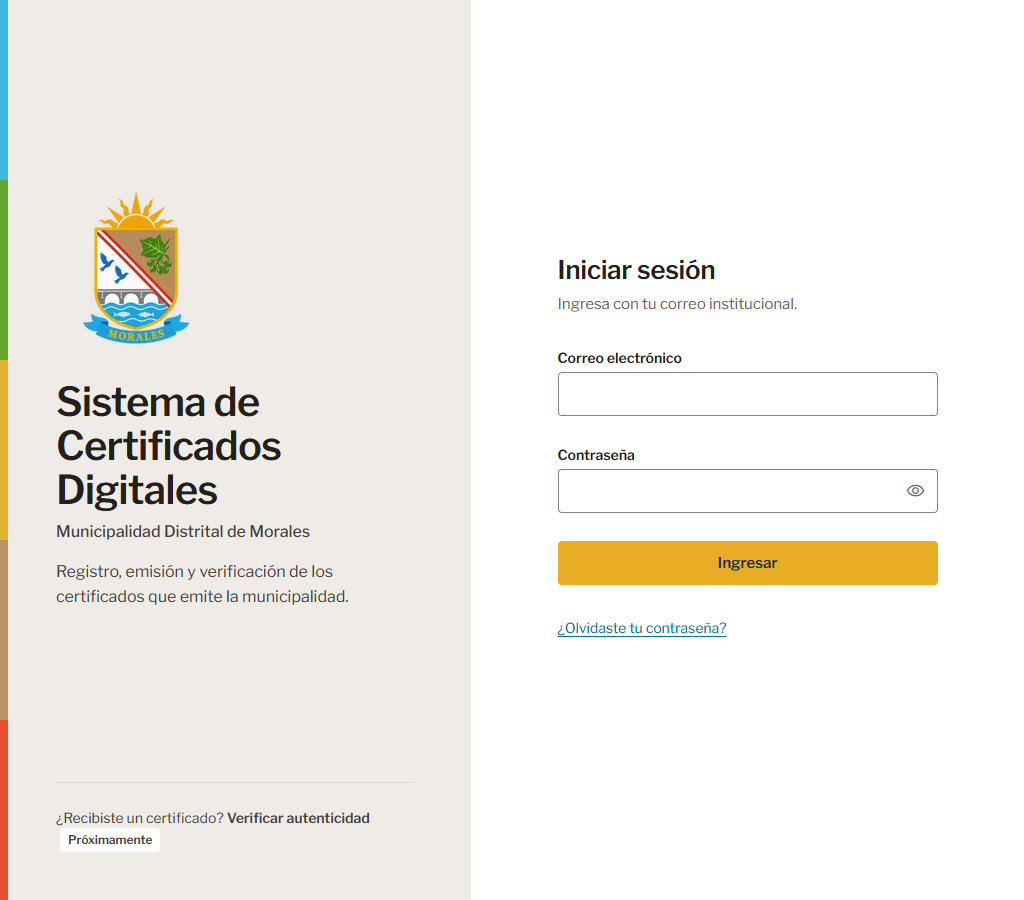 MORALES
Sistema de
Certificados
Digitales
Municipalidad Distrital de Morales
Registro, emisión y verificación de los
certificados que emite la municipalidad.
¿Recibiste un certificado? Verificar autenticidad
Próximamente
Iniciar sesión
Ingresa con tu correo institucional.
Correo electrónico
Contraseña
Ingresar
¿Olvidaste tu contraseña?